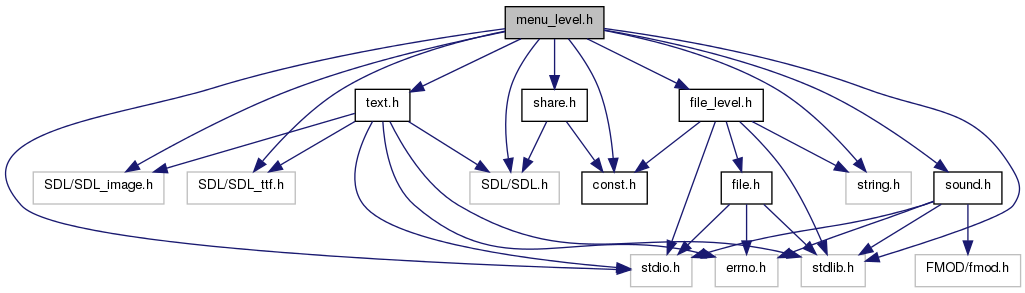 menu_level.h
text.h
share.h
file_level.h
SDL/SDL_image.h
SDL/SDL_ttf.h
SDL/SDL.h
const.h
file.h
string.h
sound.h
stdio.h
errno.h
stdlib.h
FMOD/fmod.h